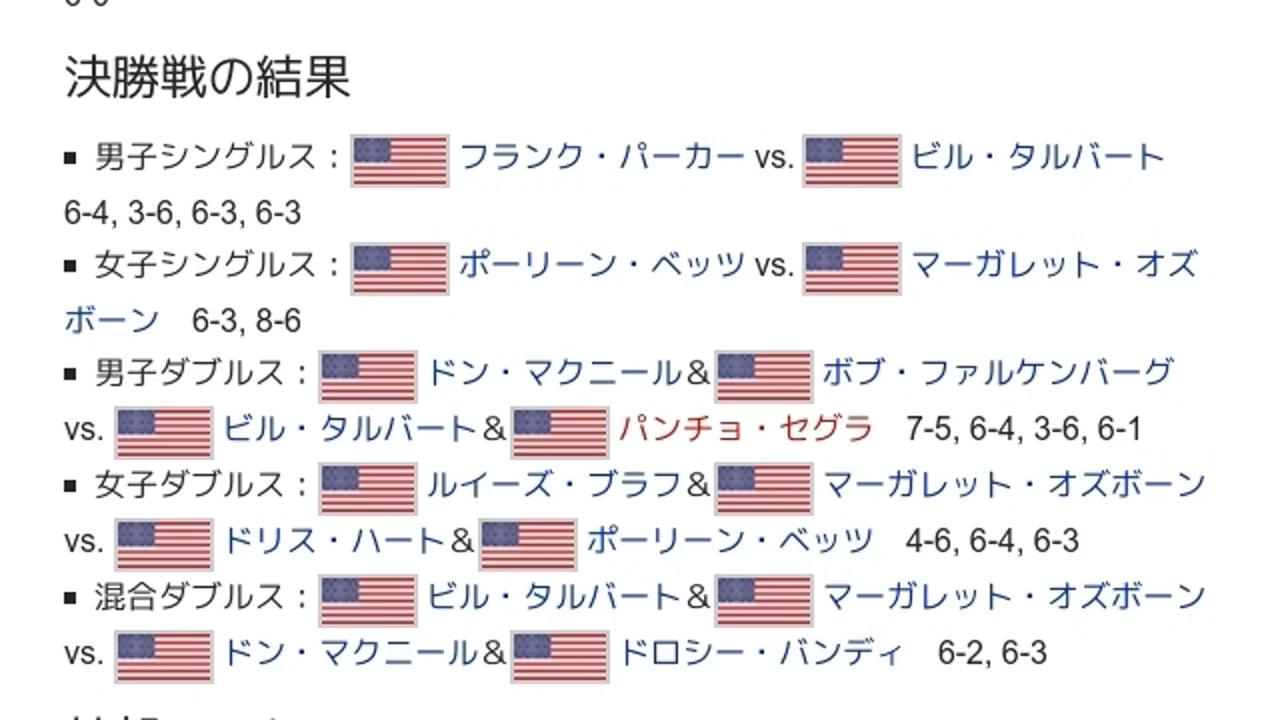 決勝戦の結果
▪ 男子シングルス : フランク・パーカー vs. ビル・タルバート
6-4, 3-6, 6-3, 6-3
▪ 女子シングルス : ポーリーン・ベッツ vs. マーガレット・オズ
ボーン　6-3, 8-6
▪ 男子ダブルス : ドン・マクニール&ボブ・ファルケンバーグ
vs. ビル・タルバート&パンチョ・セグラ　7-5, 6-4, 3-6, 6-1
▪ 女子ダブルス : ルイーズ・ブラフ&マーガレット・オズボーン
vs. ドリス・ハート&ポーリーン・ベッツ　4-6, 6-4, 6-3
▪ 混合ダブルス : ビル・タルバート&マーガレット・オズボーン
vs. ドン・マクニール&ドロシー・バンディ　6-2, 6-3